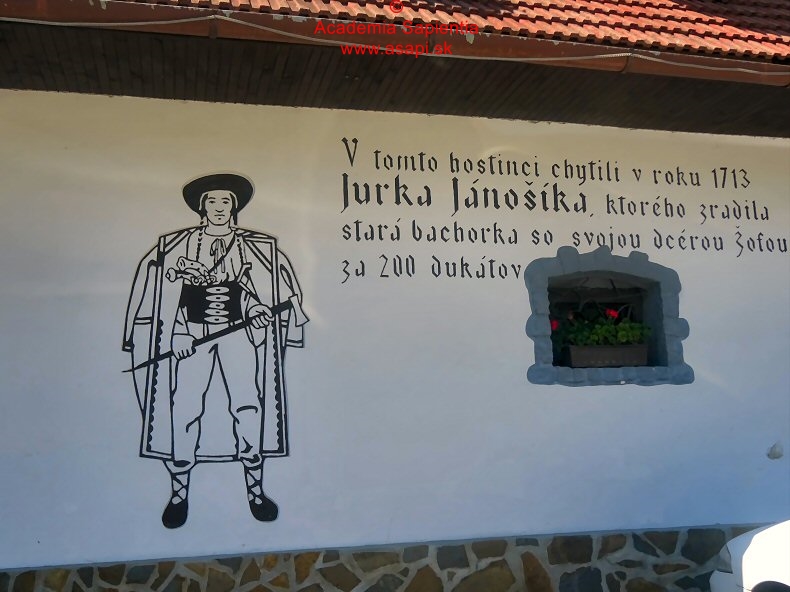 ©
Academia Sapientia
www.asapi.sk
V tomto hostinci chytili v roku 1713
Jurka Jánošíka, ktorého zradila
stará bachorka so svojou dcérou Žofou
za 200 dukátov